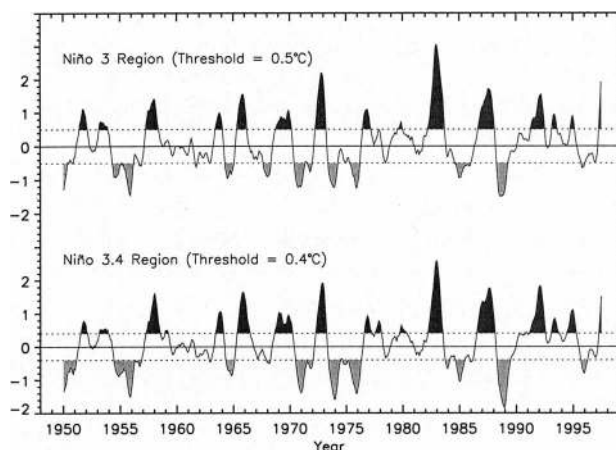 Niño 3 Region (Threshold = 0.5°C)
2
1
0
-1
-2
Niño 3.4 Region (Threshold = 0.4°C)
2
1
0
-1
-2
1950 1955 1960 1965 1970 1975 1980 1985 1990 1995
Year